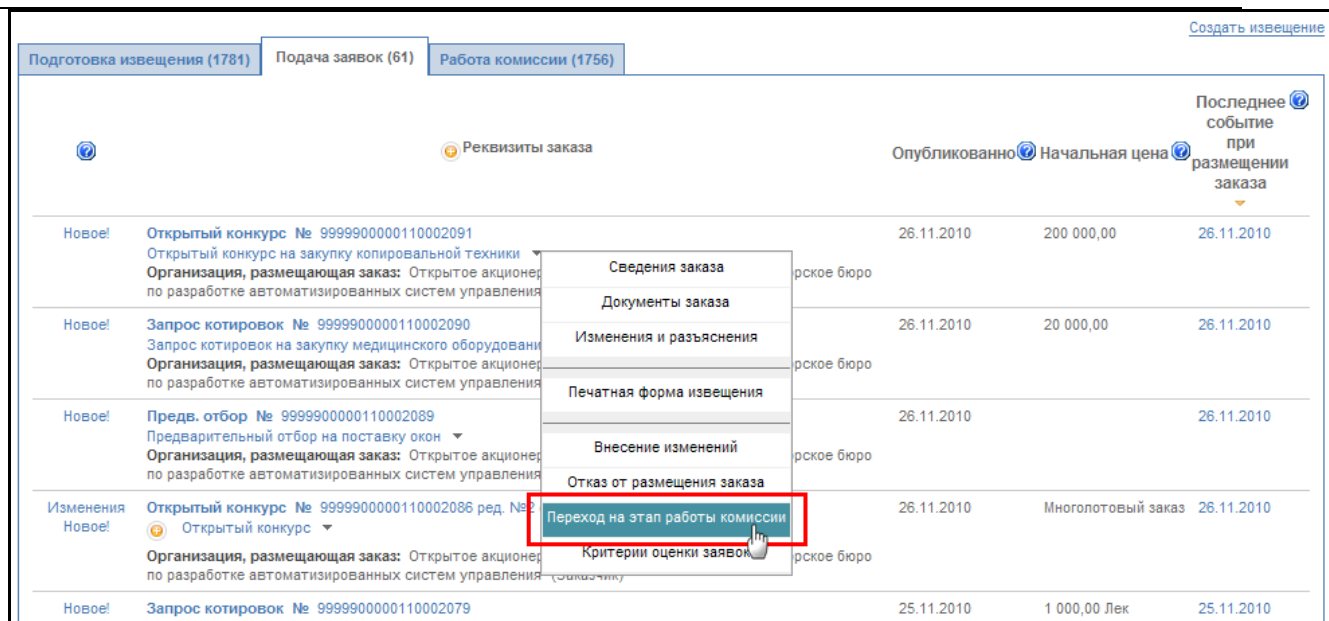 Создать извещение
Подготовка извещения (1781) Подача заявок (61) Работа комиссии (1756)
Реквизиты заказа Опубликованно Начальная цена Последнее событие при размещении заказа
Новое! Открытый конкурс № 9999900000110002091 26.11.2010 200 000,00 26.11.2010
Открытый конкурс на закупку копировальной техники
Организация, размещающая заказ: Открытое акционер рское бюро
по разработке автоматизированных систем управления
Сведения заказа
Документы заказа
Изменения и разъяснения
Печатная форма извещения
Внесение изменений
Отказ от размещения заказа
Переход на этап работы комиссии
Критерии оценки заявок
Новое! Запрос котировок № 9999900000110002090 26.11.2010 20 000,00 26.11.2010
Запрос котировок на закупку медицинского оборудовани
Организация, размещающая заказ: Открытое акционер рское бюро
по разработке автоматизированных систем управления
Новое! Предв. отбор № 9999900000110002089 26.11.2010 26.11.2010
Предварительный отбор на поставку окон
Организация, размещающая заказ: Открытое акционер рское бюро
по разработке автоматизированных систем управления
Изменения Открытый конкурс № 9999900000110002086 ред. №2 26.11.2010 Многолотовый заказ 26.11.2010
Новое! Открытый конкурс
Организация, размещающая заказ: Открытое акционер рское бюро
по разработке автоматизированных систем управления (Заказчик)
Новое! Запрос котировок № 9999900000110002079 25.11.2010 1 000,00 Лек 25.11.2010